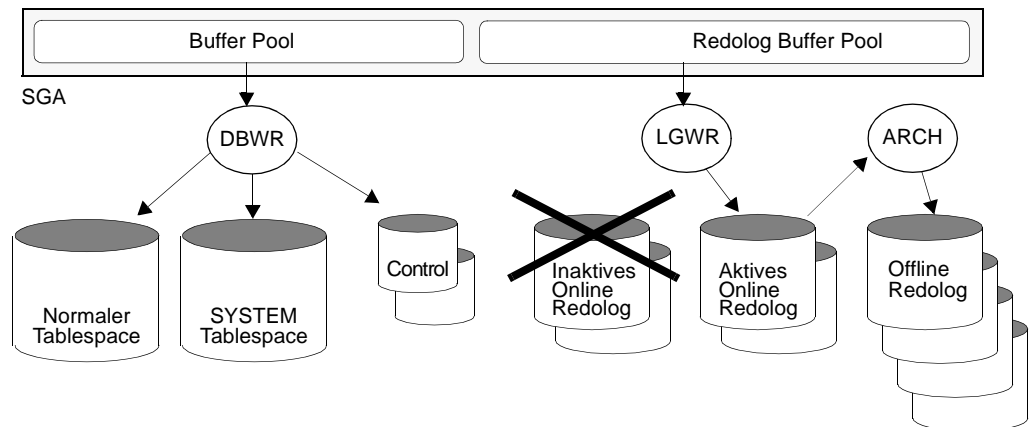 Buffer Pool
Redolog Buffer Pool
SGA
DBWR
LGWR
ARCH
Normaler
Tablespace
SYSTEM
Tablespace
Control
Inaktives
Online
Redolog
Aktives
Online
Redolog
Offline
Redolog